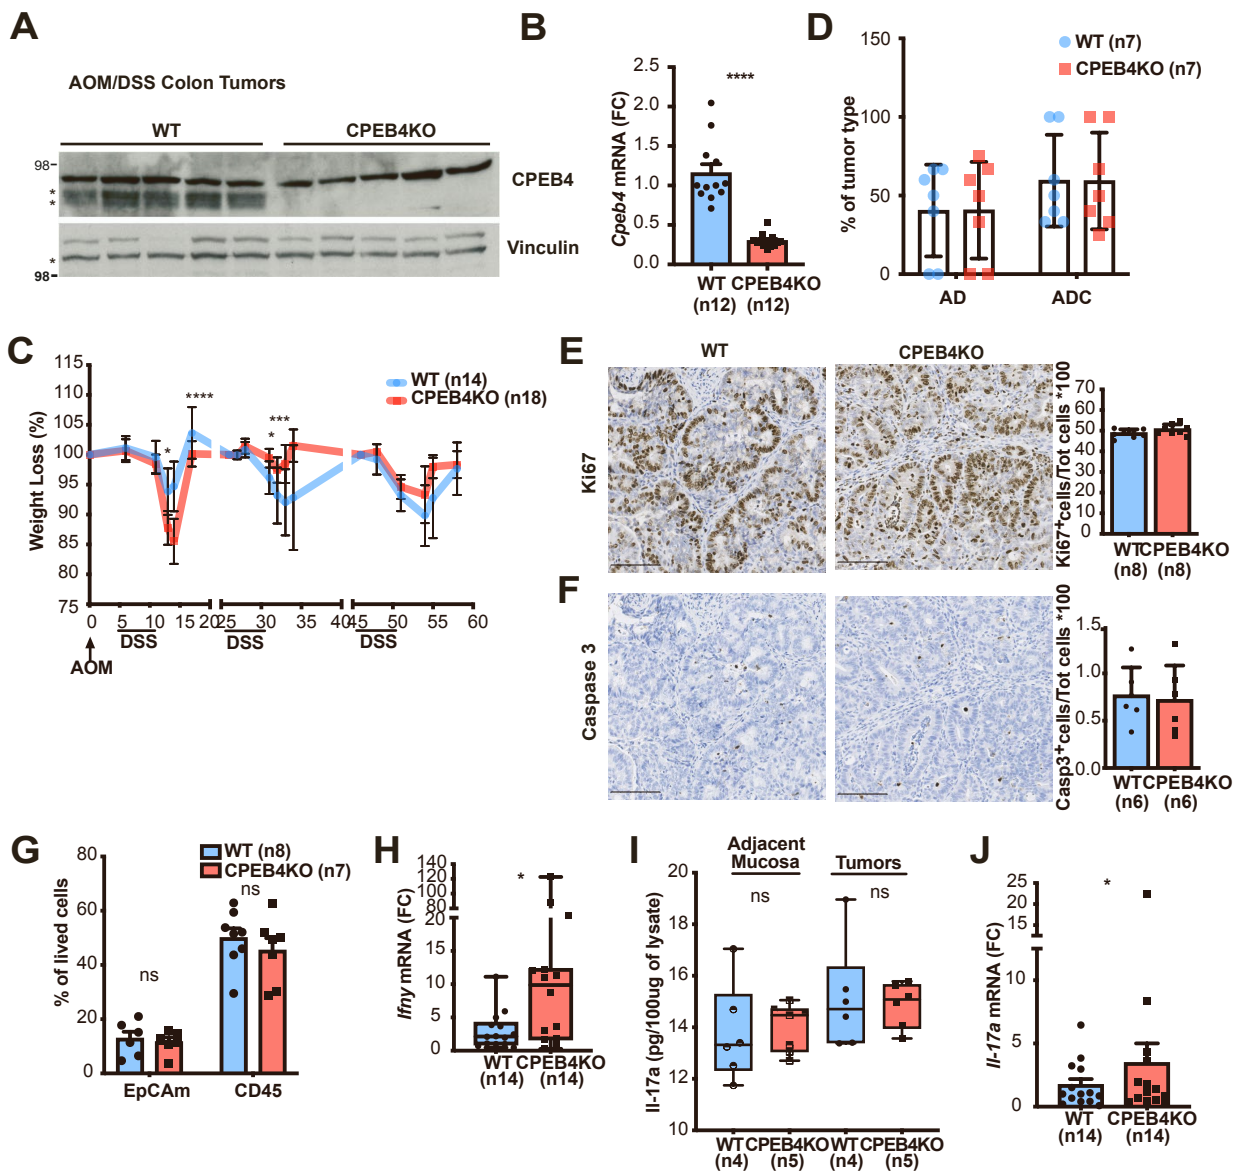 A
AOM/DSS Colon Tumors
WT
CPEB4KO
98
*
*
CPEB4
Vinculin
*
98
B
Cpeb4 mRNA (FC)
2.5
2.0
1.5
1.0
0.5
0.0
****
WT
(n12)
CPEB4KO
(n12)
D
% of tumor type
150
100
50
0
WT (n7)
CPEB4KO (n7)
AD
ADC
C
Weight Loss (%)
115
110
105
100
95
90
85
80
75
WT (n14)
CPEB4KO (n18)
*
****
***
*
0 5 10 15 20 25 30 35 40 45 50 55 60
DSS
DSS
DSS
AOM
E
WT
CPEB4KO
Ki67
Ki67+cells/Tot cells *100
70
60
50
40
30
20
10
0
WT
(n8)
CPEB4KO
(n8)
F
Caspase 3
Casp3+cells/Tot cells *100
1.5
1.0
0.5
0.0
WT
(n6)
CPEB4KO
(n6)
G
% of lived cells
80
60
40
20
0
WT (n8)
CPEB4KO (n7)
ns
ns
EpCAm
CD45
H
Ifnγ mRNA (FC)
140
120
100
80
20
15
10
5
0
*
WT
(n14)
CPEB4KO
(n14)
I
Il-17a (pg/100ug of lysate)
20
18
16
14
12
10
Adjacent
Mucosa
Tumors
ns
ns
WT
(n4)
CPEB4KO
(n5)
WT
(n4)
CPEB4KO
(n5)
J
Il-17a mRNA (FC)
25
20
15
10
5
0
*
WT
(n14)
CPEB4KO
(n14)